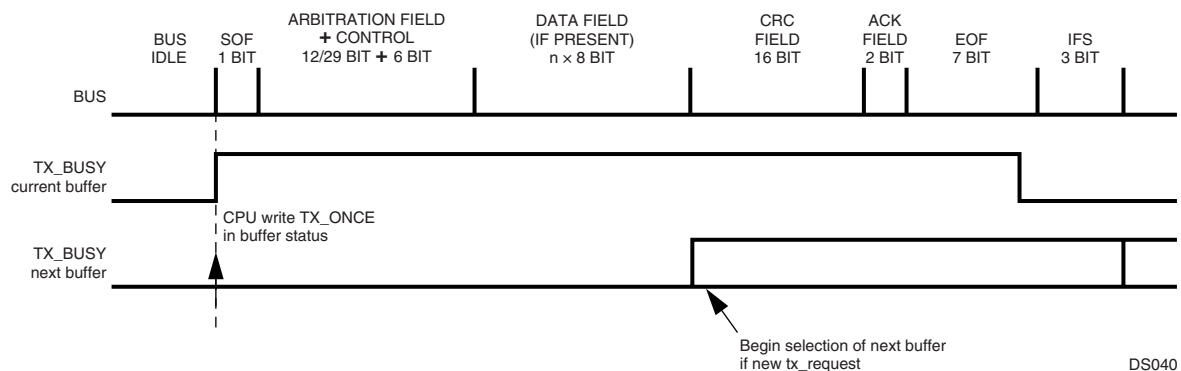 BUS
IDLE
SOF
1 BIT
ARBITRATION FIELD
+ CONTROL
12/29 BIT + 6 BIT
DATA FIELD
(IF PRESENT)
n × 8 BIT
CRC
FIELD
16 BIT
ACK
FIELD
2 BIT
EOF
7 BIT
IFS
3 BIT
BUS
TX_BUSY
current buffer
CPU write TX_ONCE
in buffer status
TX_BUSY
next buffer
Begin selection of next buffer
if new tx_request
DS040